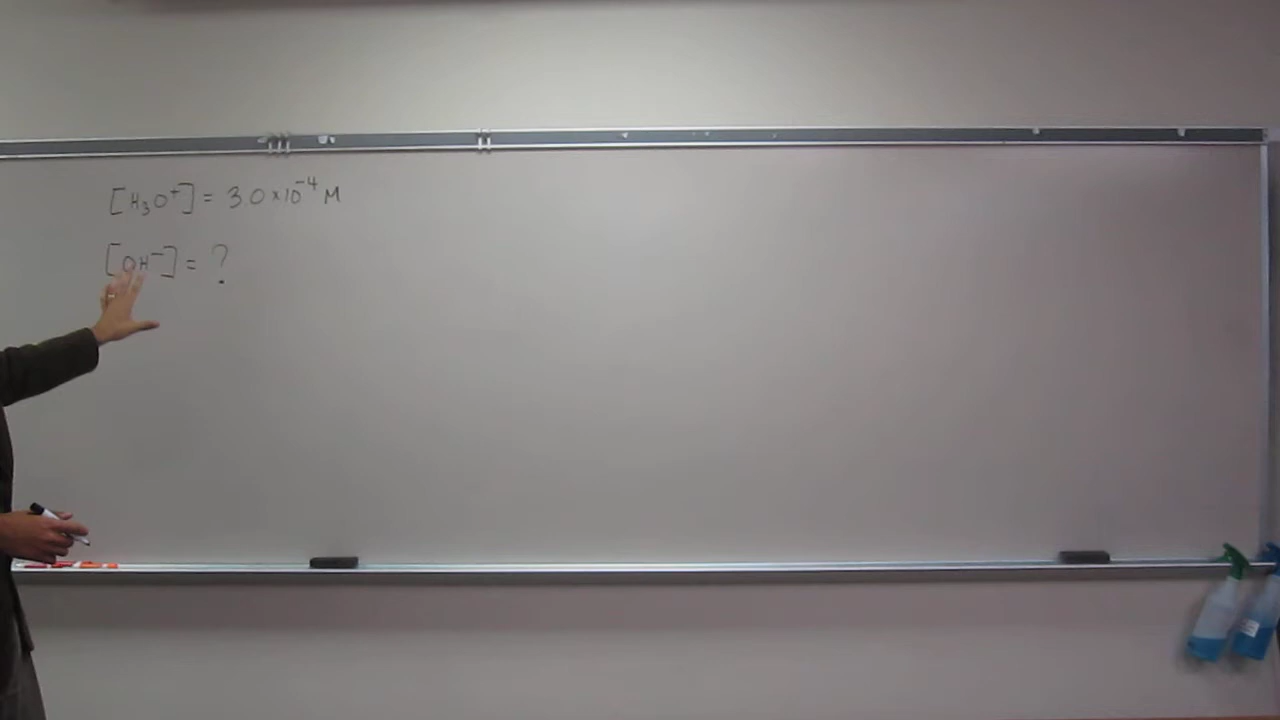 [H₃O⁺] = 3.0 × 10⁻⁴ M
[OH⁻] = ?